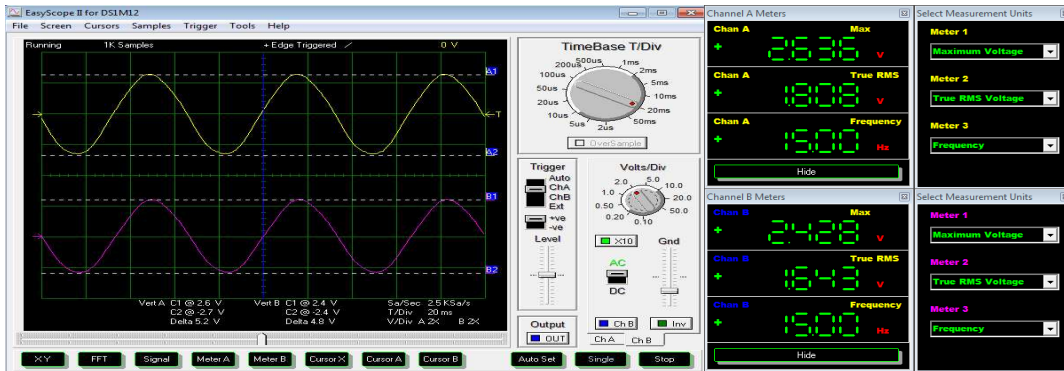 EasyScope II for DS1M12
File Screen Cursors Samples Trigger Tools Help
Running 1K Samples + Edge Triggered 0 V
A1
T
A2
B1
B2
Vert A C1 @ 2.6 V Vert B C1 @ 2.4 V Sa/Sec 2.5 KSa/s
C2 @ -2.7 V C2 @ -2.4 V T/Div 20 ms
Delta 5.2 V Delta 4.8 V V/Div A 2X B 2X
TimeBase T/Div
500us 1ms
200us 2ms
100us 5ms
50us 10ms
20us 20ms
10us 50ms
5us 2us
OverSample
Trigger
Auto
ChA
ChB
Ext
+ve
-ve
Level
Volts/Div
2.0 5.0
1.0 10.0
0.50 20.0
0.20 0.10 50.0
X10 Gnd
AC
DC
Output
OUT
Ch B Inv
Ch A Ch B
XY FFT Signal Meter A Meter B Cursor X Cursor A Cursor B Auto Set Single Stop
Channel A Meters
Chan A Max
+ 2.636 V
Chan A True RMS
+ 1.808 V
Chan A Frequency
+ 15.00 Hz
Hide
Select Measurement Units
Meter 1
Maximum Voltage
Meter 2
True RMS Voltage
Meter 3
Frequency
Channel B Meters
Chan B Max
+ 2.428 V
Chan B True RMS
+ 1.643 V
Chan B Frequency
+ 15.00 Hz
Hide
Select Measurement Units
Meter 1
Maximum Voltage
Meter 2
True RMS Voltage
Meter 3
Frequency